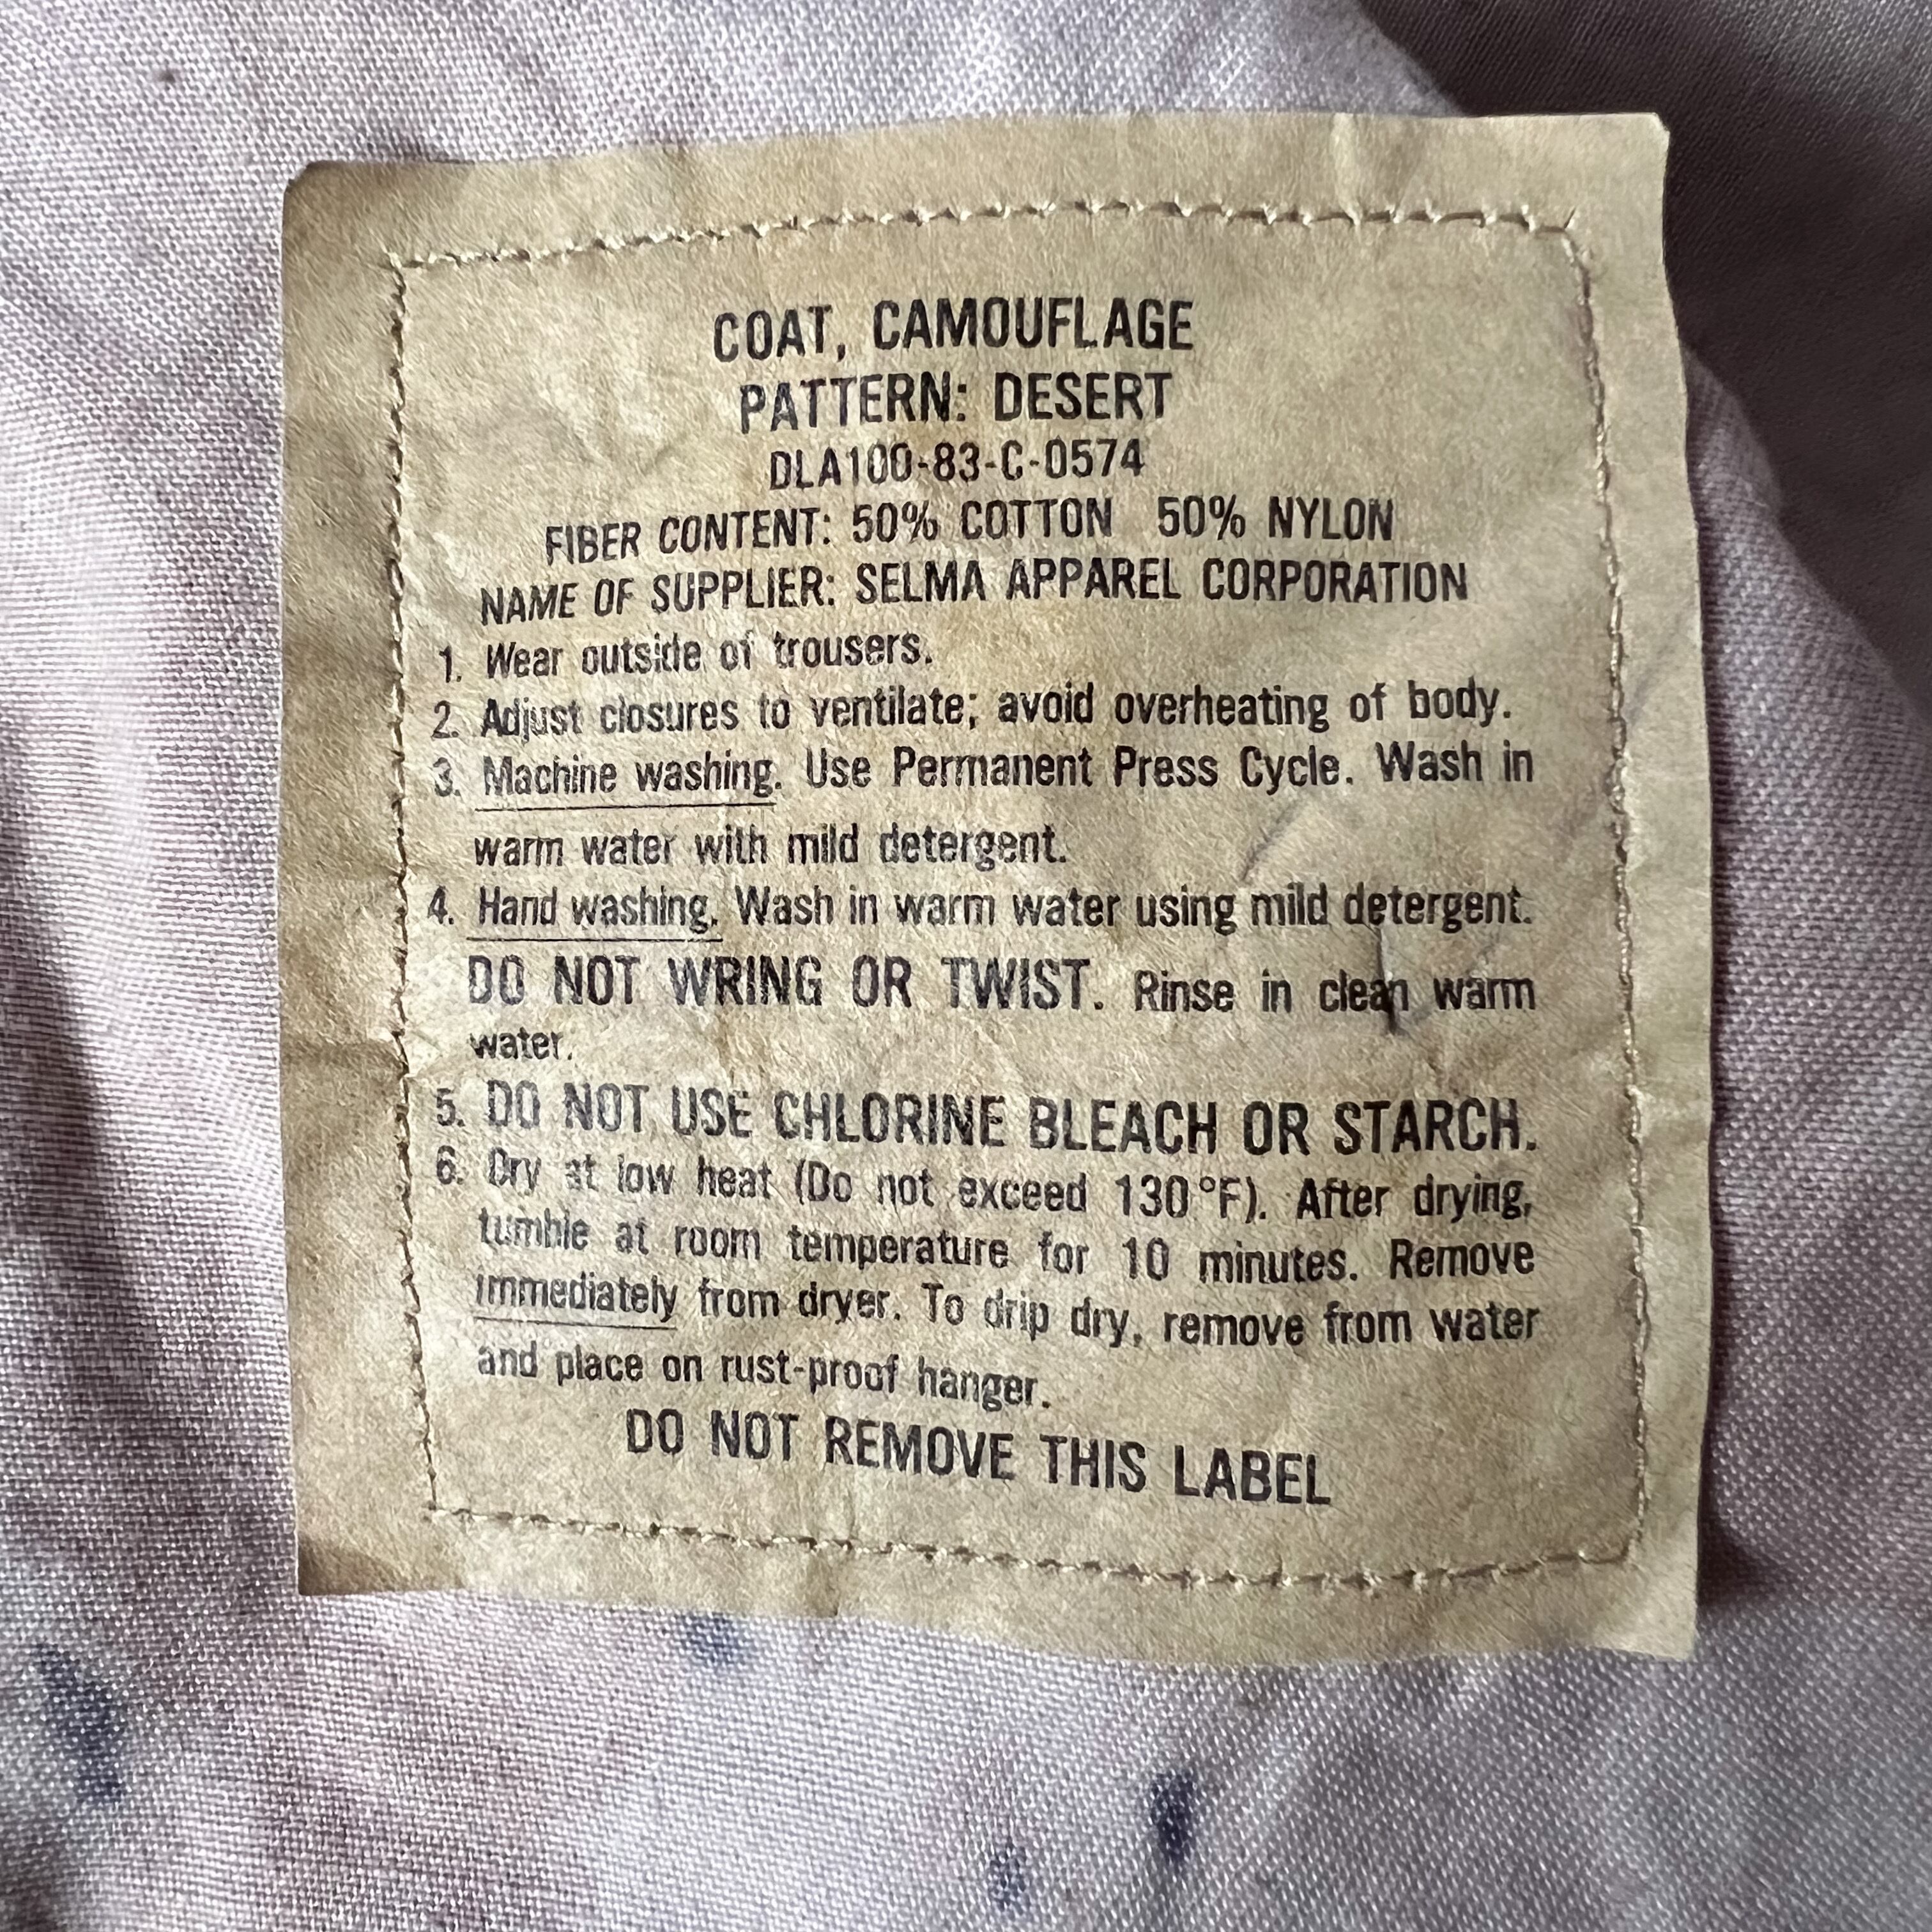 COAT, CAMOUFLAGE
PATTERN: DESERT
DLA100-83-C-0574
FIBER CONTENT: 50% COTTON 50% NYLON
NAME OF SUPPLIER: SELMA APPAREL CORPORATION
1. Wear outside of trousers.
2. Adjust closures to ventilate; avoid overheating of body.
3. Machine washing. Use Permanent Press Cycle. Wash in
warm water with mild detergent.
4. Hand washing. Wash in warm water using mild detergent.
DO NOT WRING OR TWIST. Rinse in clean warm
water.
5. DO NOT USE CHLORINE BLEACH OR STARCH.
6. Dry at low heat (Do not exceed 130°F). After drying,
tumble at room temperature for 10 minutes. Remove
immediately from dryer. To drip dry, remove from water
and place on rust-proof hanger.
DO NOT REMOVE THIS LABEL